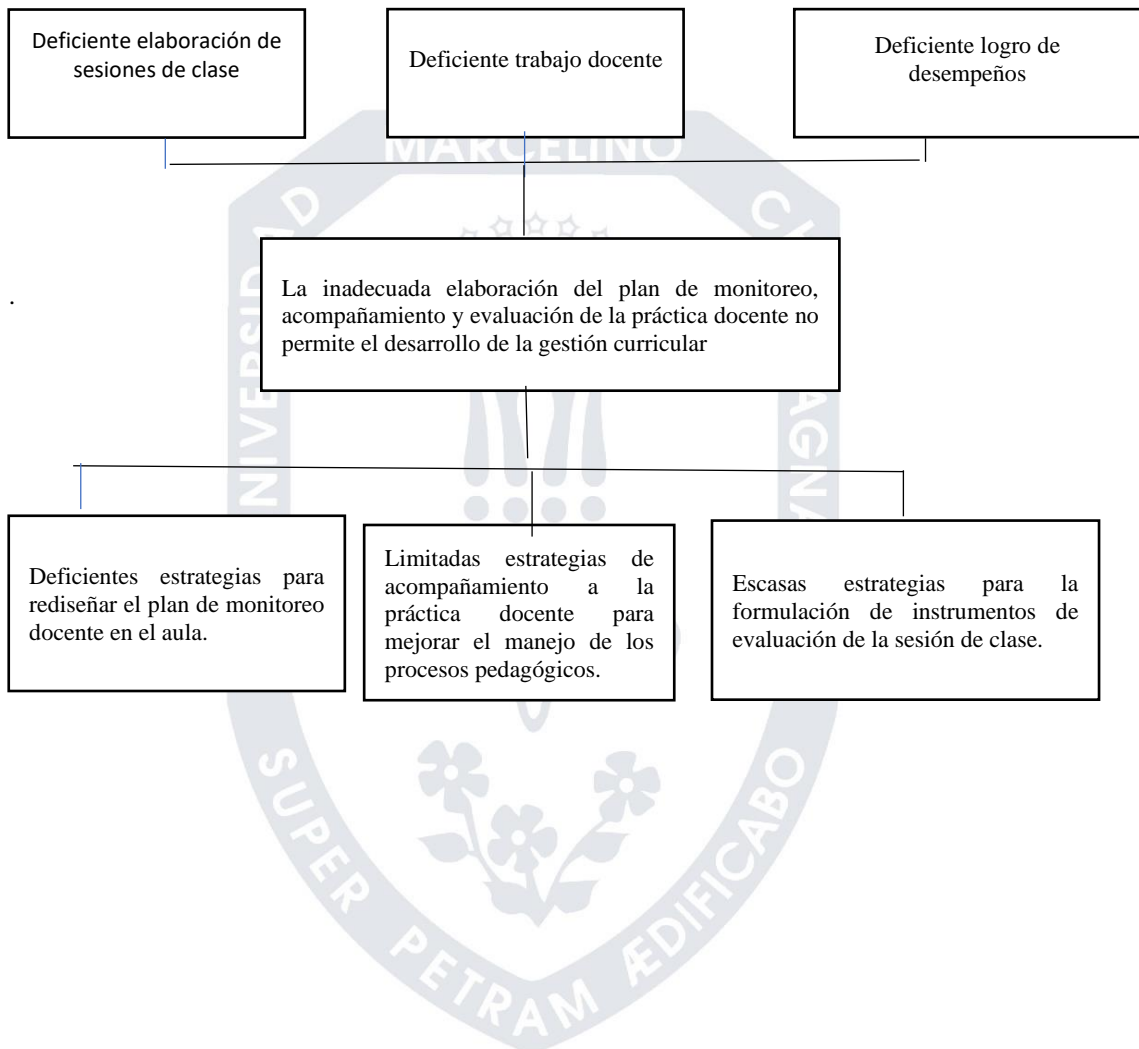 Deficiente elaboración de
sesiones de clase
Deficiente trabajo docente
Deficiente logro de
desempeños
La inadecuada elaboración del plan de monitoreo,
acompañamiento y evaluación de la práctica docente no
permite el desarrollo de la gestión curricular
.
Deficientes estrategias para
rediseñar el plan de monitoreo
docente en el aula.
Limitadas estrategias de
acompañamiento a la
práctica docente para
mejorar el manejo de los
procesos pedagógicos.
Escasas estrategias para la
formulación de instrumentos de
evaluación de la sesión de clase.
MARCELINO
SUPER PETRAM ÆDIFICABO